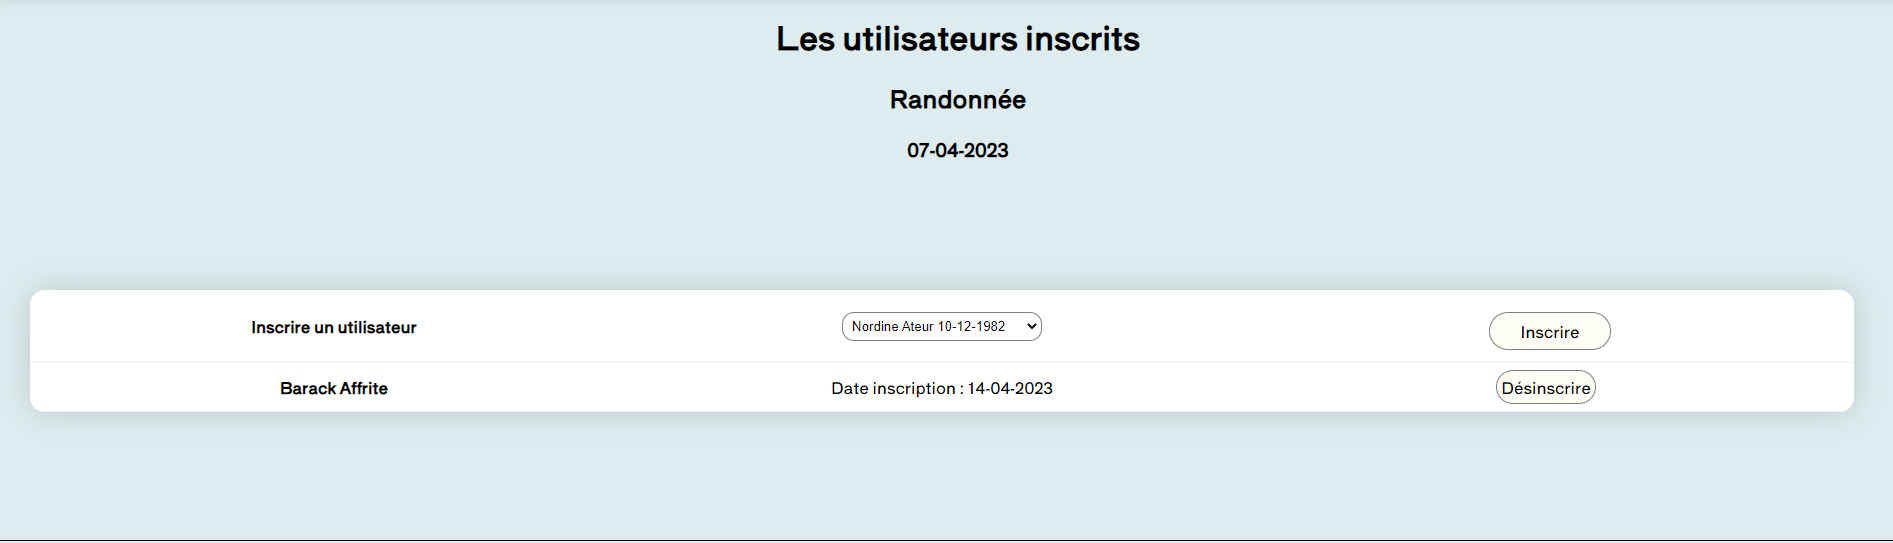 Les utilisateurs inscrits
Randonnée
07-04-2023
Inscrire un utilisateur Nordine Ateur 10-12-1982 Inscrire
Barack Affrite Date inscription : 14-04-2023 Désinscrire